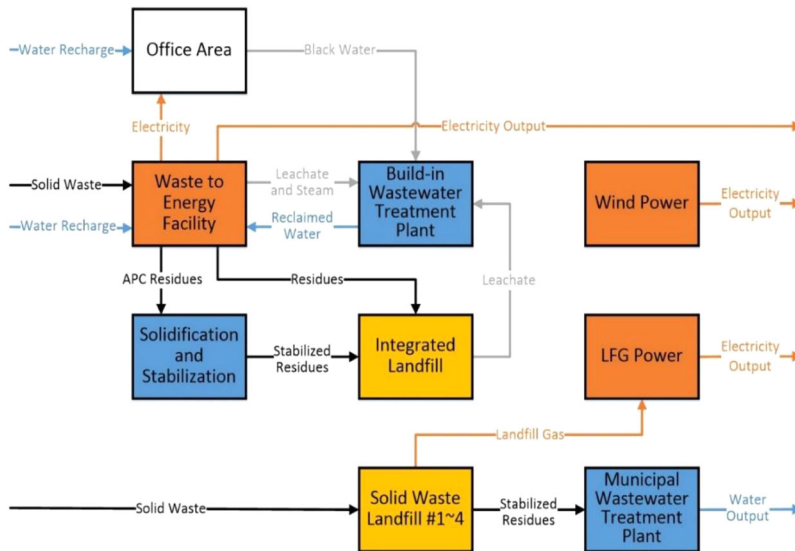 Water Recharge
Office Area
Black Water
Electricity
Electricity Output
Solid Waste
Waste to
Energy
Facility
Leachate
and Steam
Build-in
Wastewater
Treatment
Plant
Wind Power
Electricity
Output
Water Recharge
Reclaimed
Water
APC Residues
Residues
Leachate
Solidification
and
Stabilization
Stabilized
Residues
Integrated
Landfill
LFG Power
Electricity
Output
Landfill Gas
Solid Waste
Solid Waste
Landfill #1~4
Stabilized
Residues
Municipal
Wastewater
Treatment
Plant
Water
Output